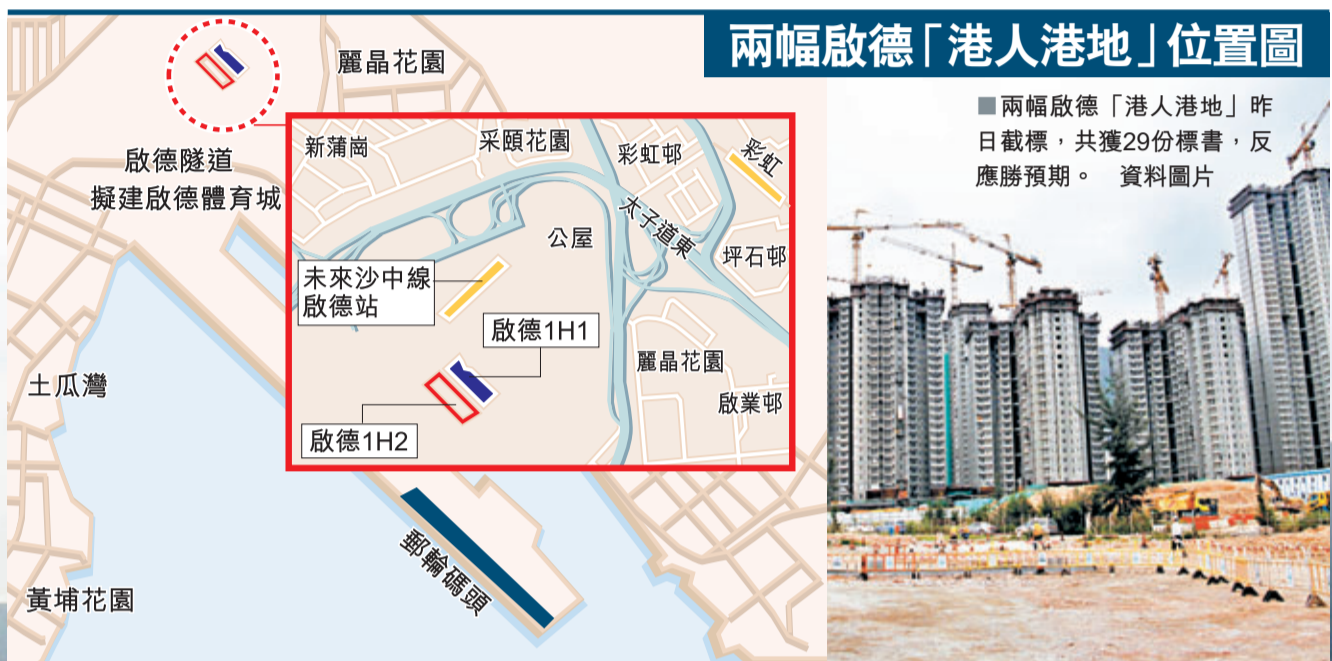 兩幅啟德「港人港地」位置圖
■兩幅啟德「港人港地」昨
日截標，共獲29份標書，反
應勝預期。 資料圖片
麗晶花園
啟德隧道
擬建啟德體育城
新蒲崗
采頤花園
彩虹邨
彩虹
太子道東
坪石邨
公屋
未來沙中線
啟德站
啟德1H1
麗晶花園
啟業邨
啟德1H2
土瓜灣
郵輪碼頭
黃埔花園